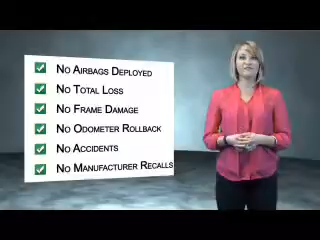 No Airbags Deployed
No Total Loss
No Frame Damage
No Odometer Rollback
No Accidents
No Manufacturer Recalls